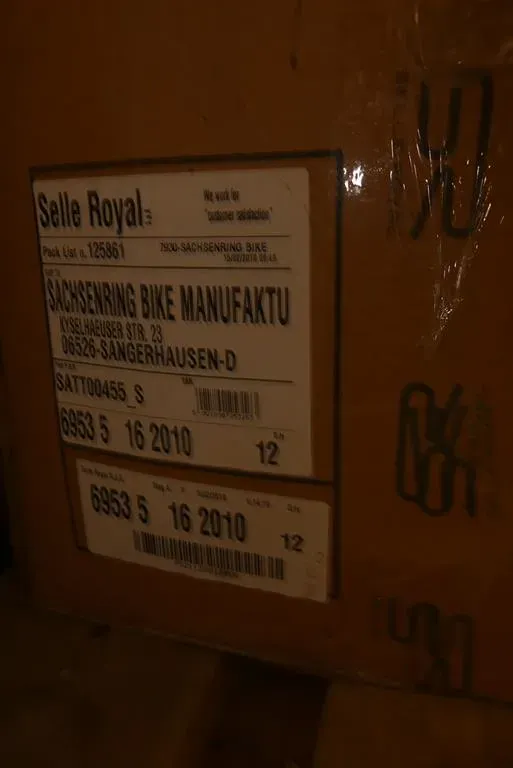 Selle Royal
We work for
"customer satisfaction"
Pack List n. 125861
7930-SACHSENRING BIKE
SACHSENRING BIKE MANUFAKTU
KYSELHAEUSER STR. 23
06526-SANGERHAUSEN-D
SATT00455_S
6953 5 16 2010
12
6953 5 16 2010
12